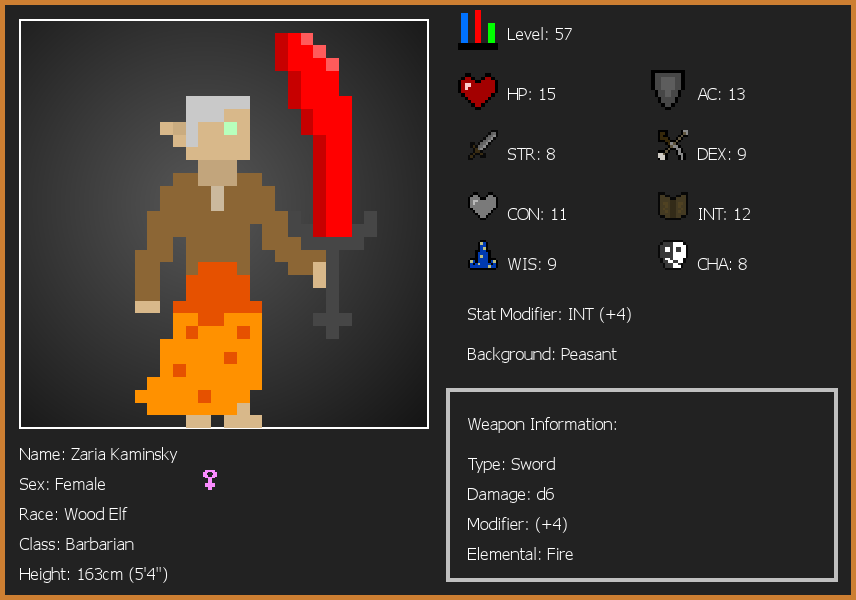 Level: 57
HP: 15
AC: 13
STR: 8
DEX: 9
CON: 11
INT: 12
WIS: 9
CHA: 8
Stat Modifier: INT (+4)
Background: Peasant
Weapon Information:
Type: Sword
Damage: d6
Modifier: (+4)
Elemental: Fire
Name: Zaria Kaminsky
Sex: Female
Race: Wood Elf
Class: Barbarian
Height: 163cm (5'4")